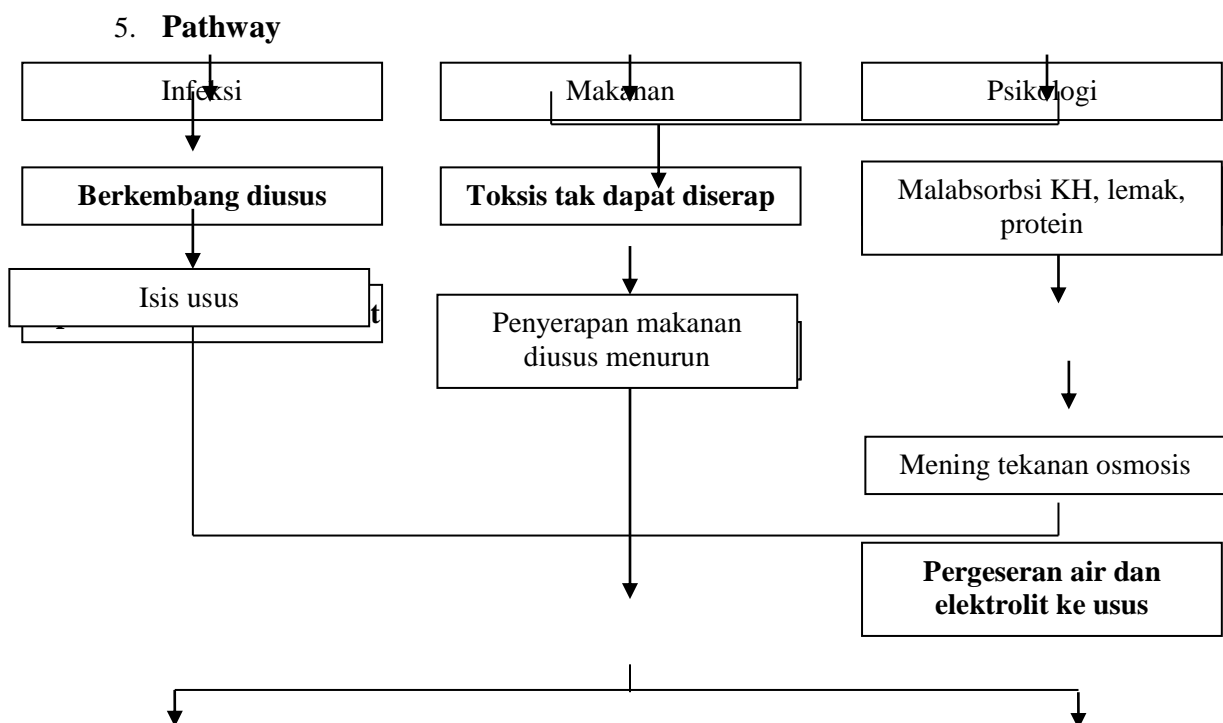 5. Pathway
Infeksi
Makanan
Psikologi
Berkembang diusus
Toksis tak dapat diserap
Malabsorbsi KH, lemak,
protein
Isis usus
Penyerapan makanan
diusus menurun
Mening tekanan osmosis
Pergeseran air dan
elektrolit ke usus